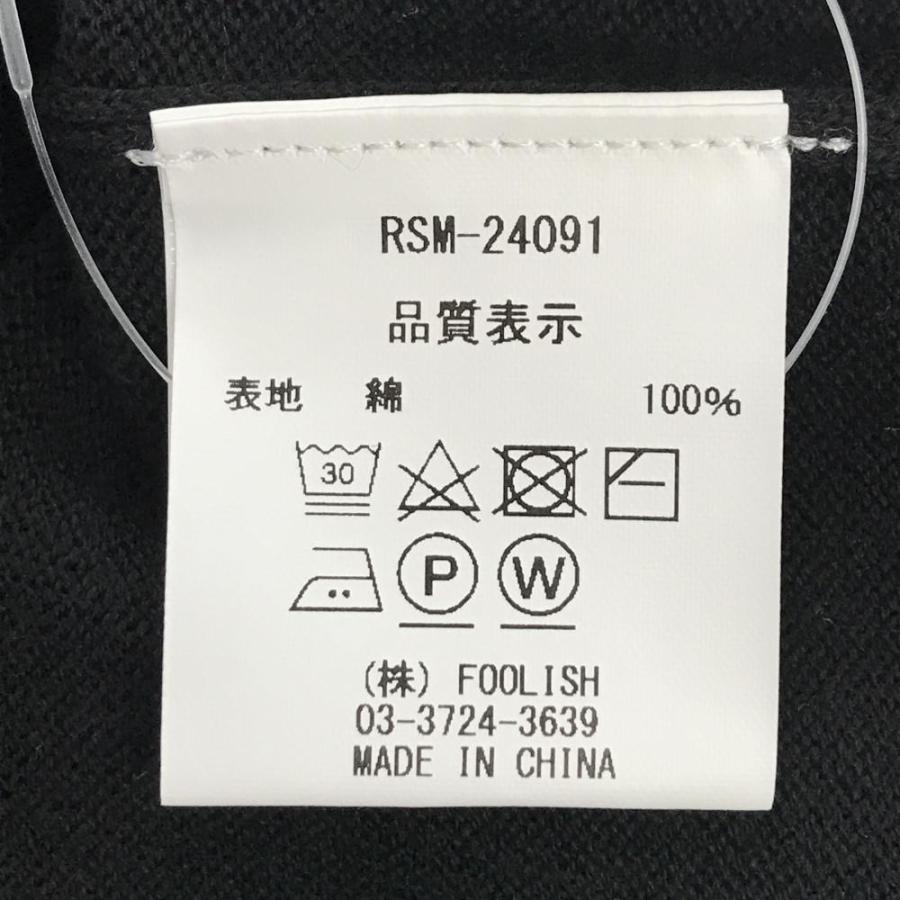 RSM-24091
品質表示
表地 綿 100%
30
P W
(株) FOOLISH
03-3724-3639
MADE IN CHINA